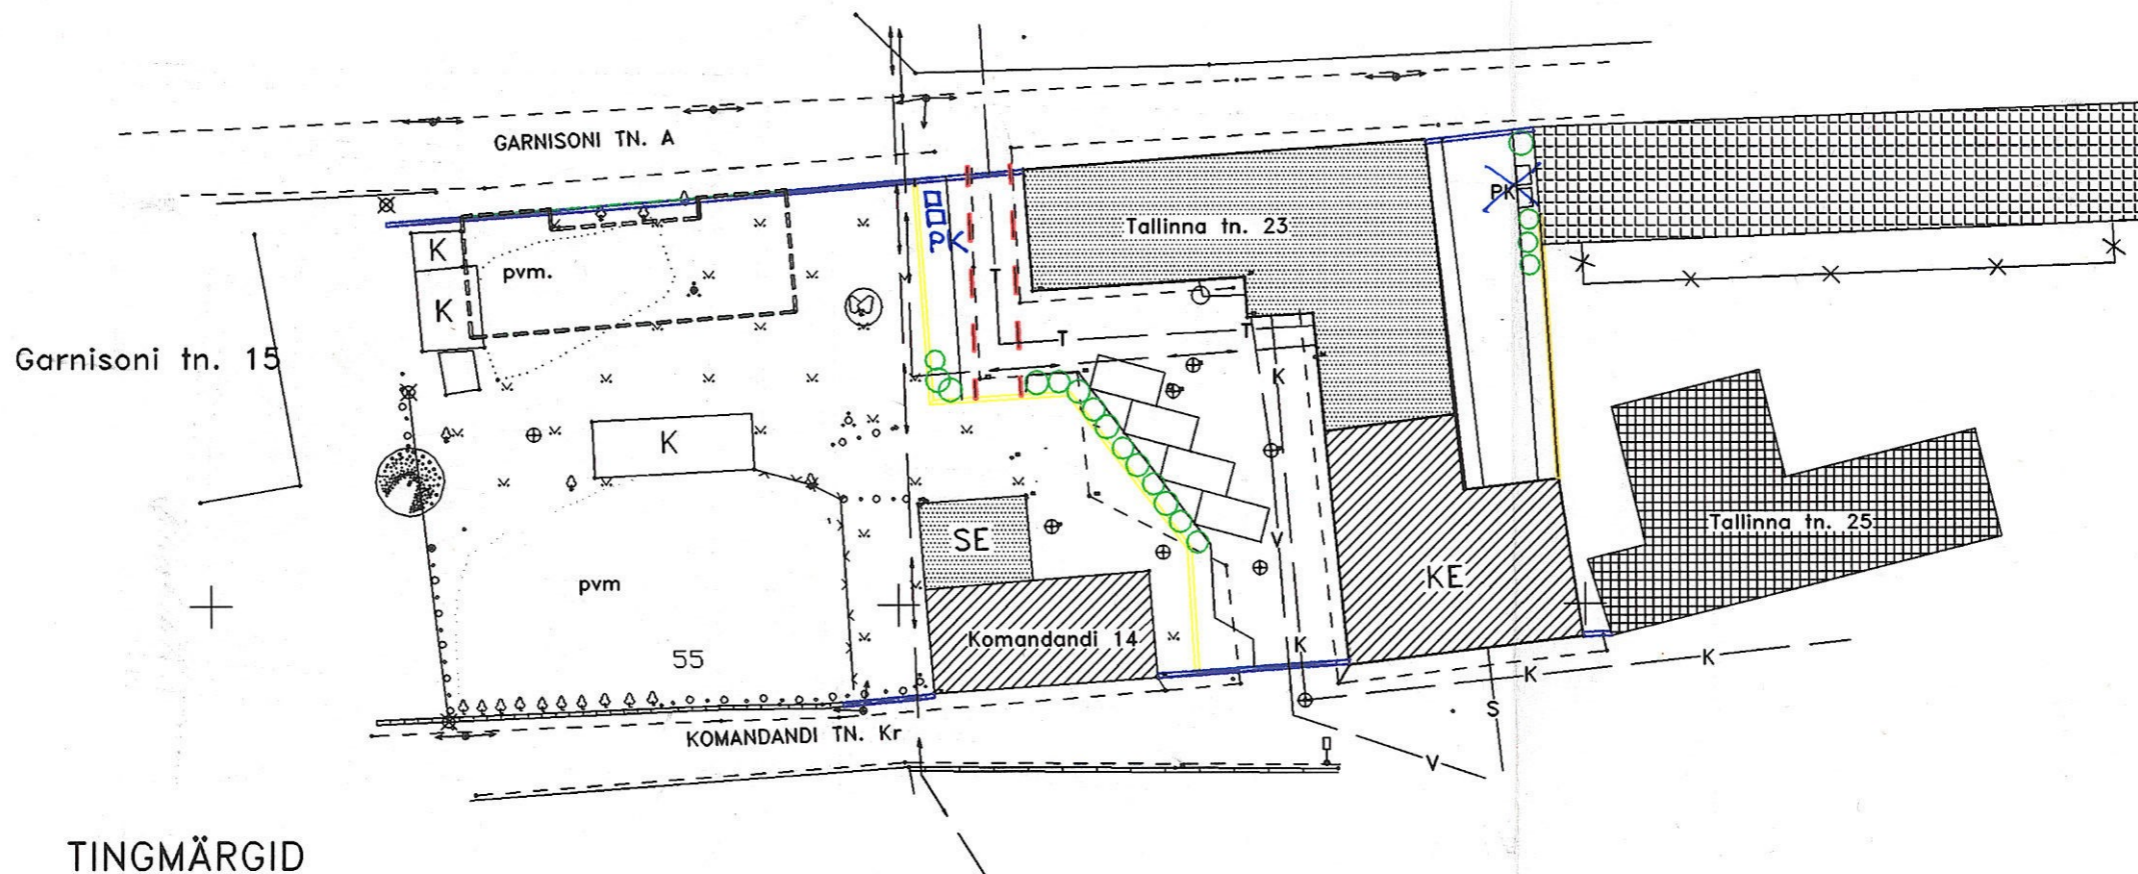 GARNISONI TN. A
PK
PK
Tallinna tn. 23
K
pvm.
T
K
T
T
Garnisoni tn. 15
K
K
Tallinna tn. 25
SE
V
KE
pvm
Komandandi 14
K
55
K
K
S
KOMANDANDI TN. Kr
V
TINGMÄRGID